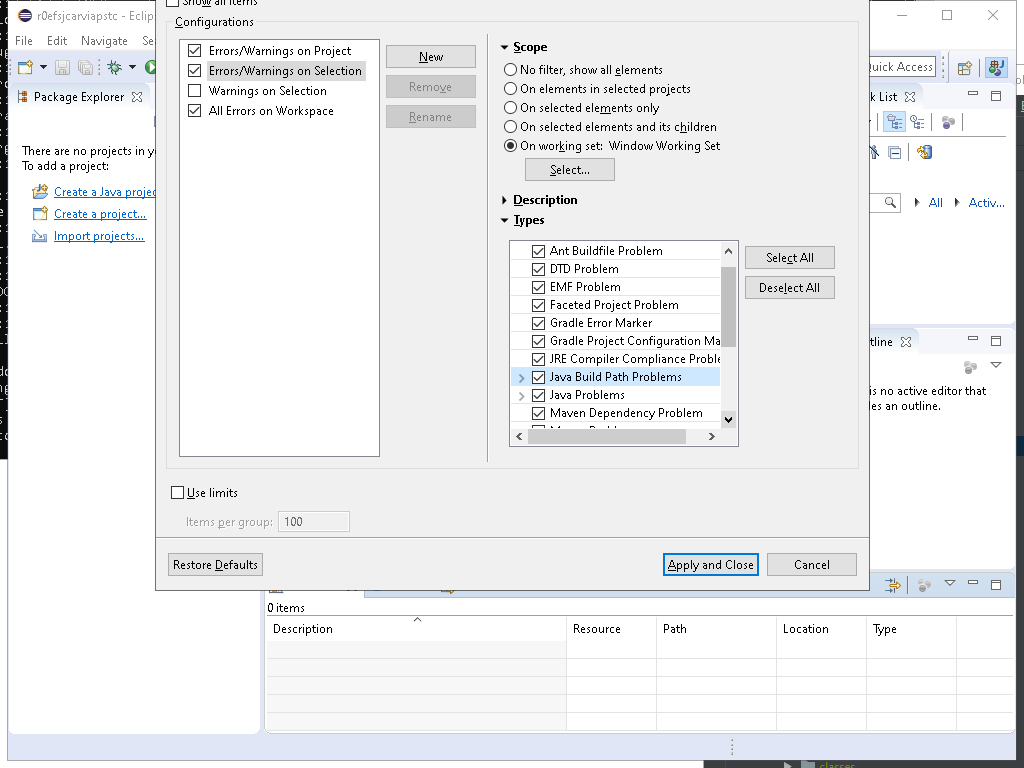 Show all items
r0efsjcarviapstc - Eclips
File Edit Navigate Se
Configurations
Errors/Warnings on Project
Errors/Warnings on Selection
Warnings on Selection
All Errors on Workspace
New
Remove
Rename
Scope
No filter, show all elements
On elements in selected projects
On selected elements only
On selected elements and its children
On working set: Window Working Set
Select...
Description
Types
Ant Buildfile Problem
DTD Problem
EMF Problem
Faceted Project Problem
Gradle Error Marker
Gradle Project Configuration Ma
JRE Compiler Compliance Proble
Java Build Path Problems
Java Problems
Maven Dependency Problem
Select All
Deselect All
Use limits
Items per group: 100
Restore Defaults
Apply and Close
Cancel
Package Explorer
There are no projects in y
To add a project:
Create a Java projec
Create a project...
Import projects...
Quick Access
k List
All
Activ...
tline
is no active editor that
es an outline.
0 items
Description Resource Path Location Type
classes